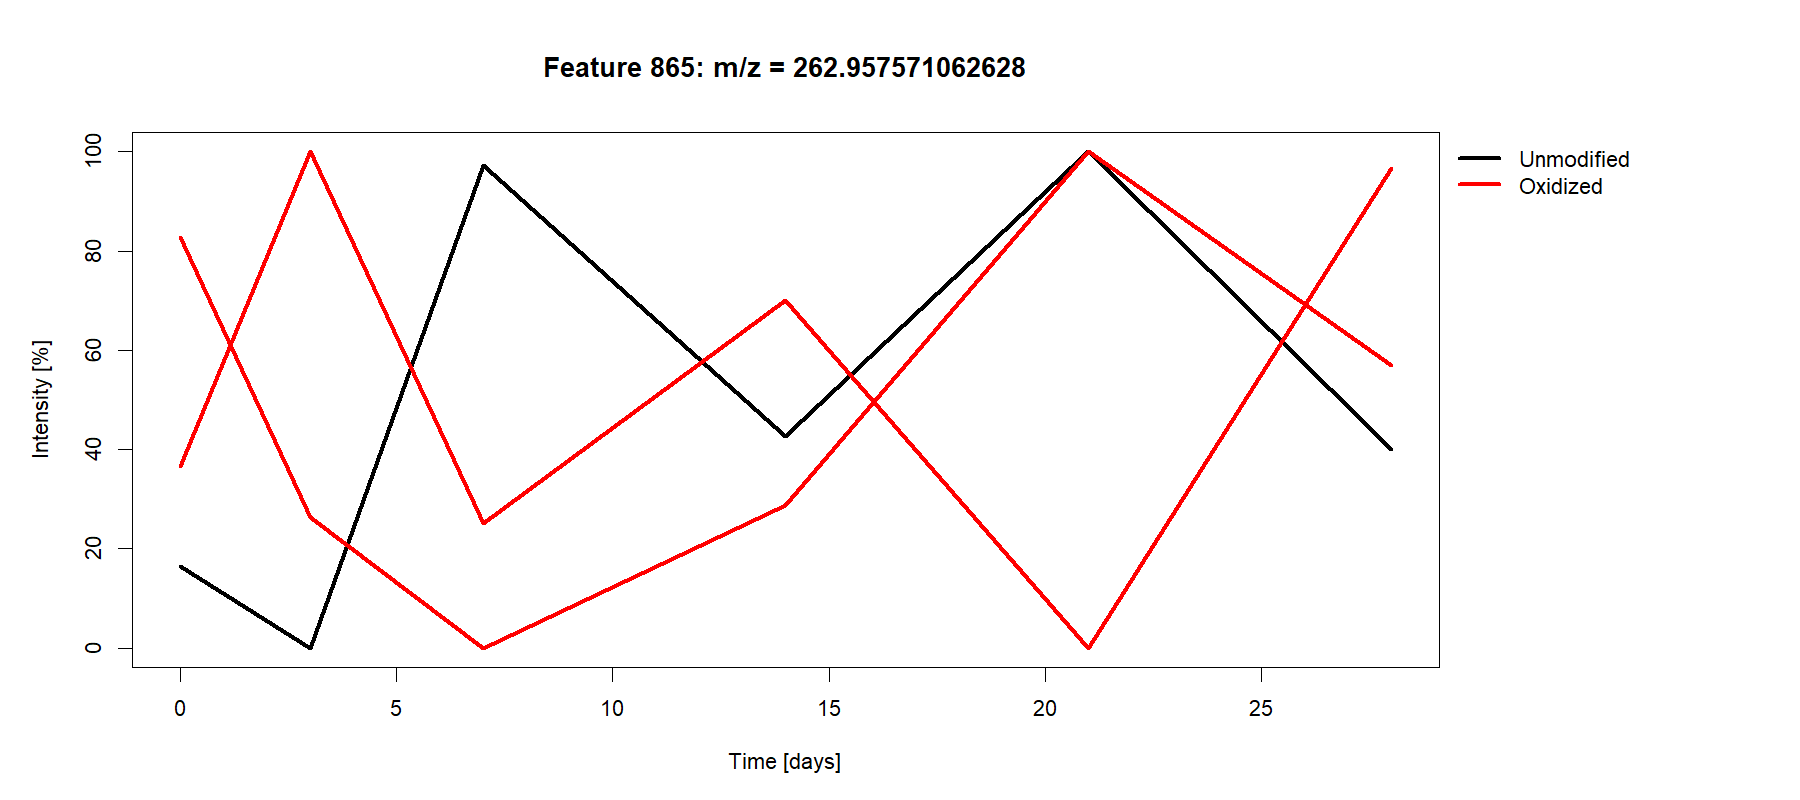 Feature 865: m/z = 262.957571062628
Unmodified
Oxidized
Intensity [%]
100
80
60
40
20
0
0 5 10 15 20 25
Time [days]